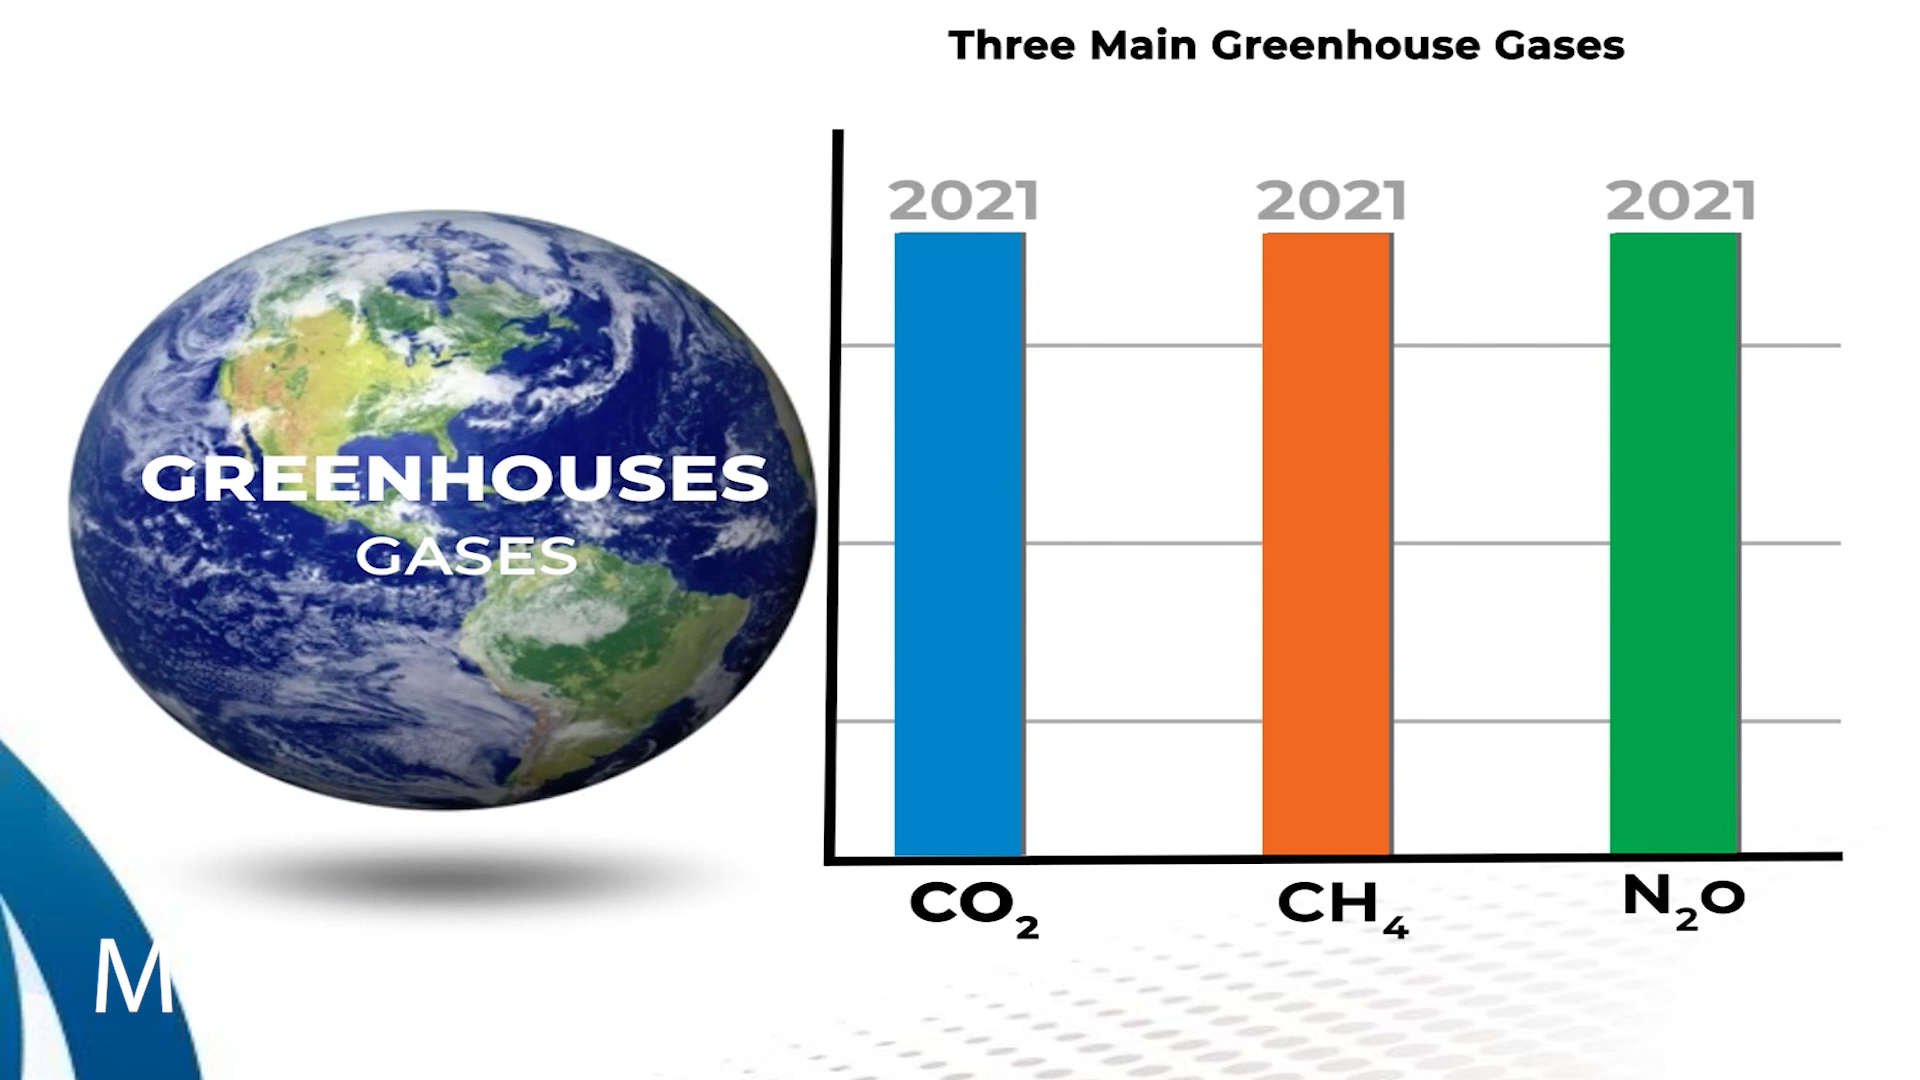 Three Main Greenhouse Gases
2021 2021 2021
GREENHOUSES
GASES
CO₂ CH₄ N₂o
M